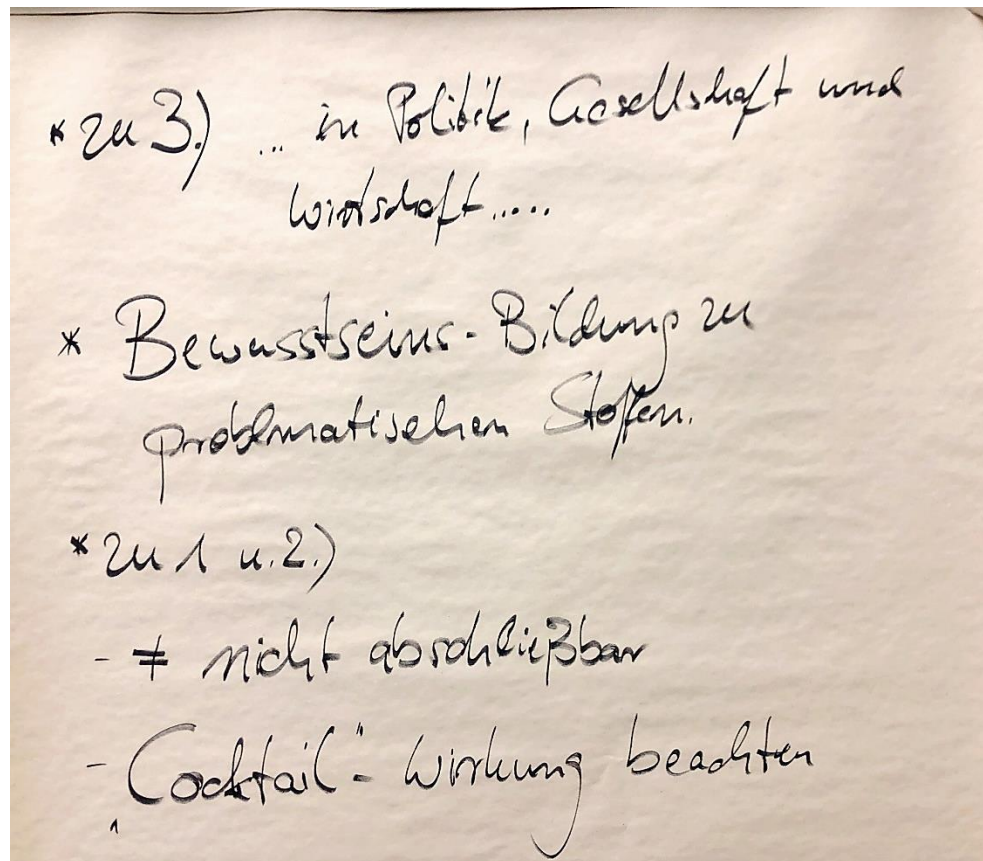 * zu 3.) ... in Politik, Gesellschaft und
Wirtschaft.....
* Bewusstseins-Bildung zu
problmatischen Stoffen.
* zu 1 u. 2.)
- ≠ nicht abschließbar
- "Cocktail"-Wirkung beachten